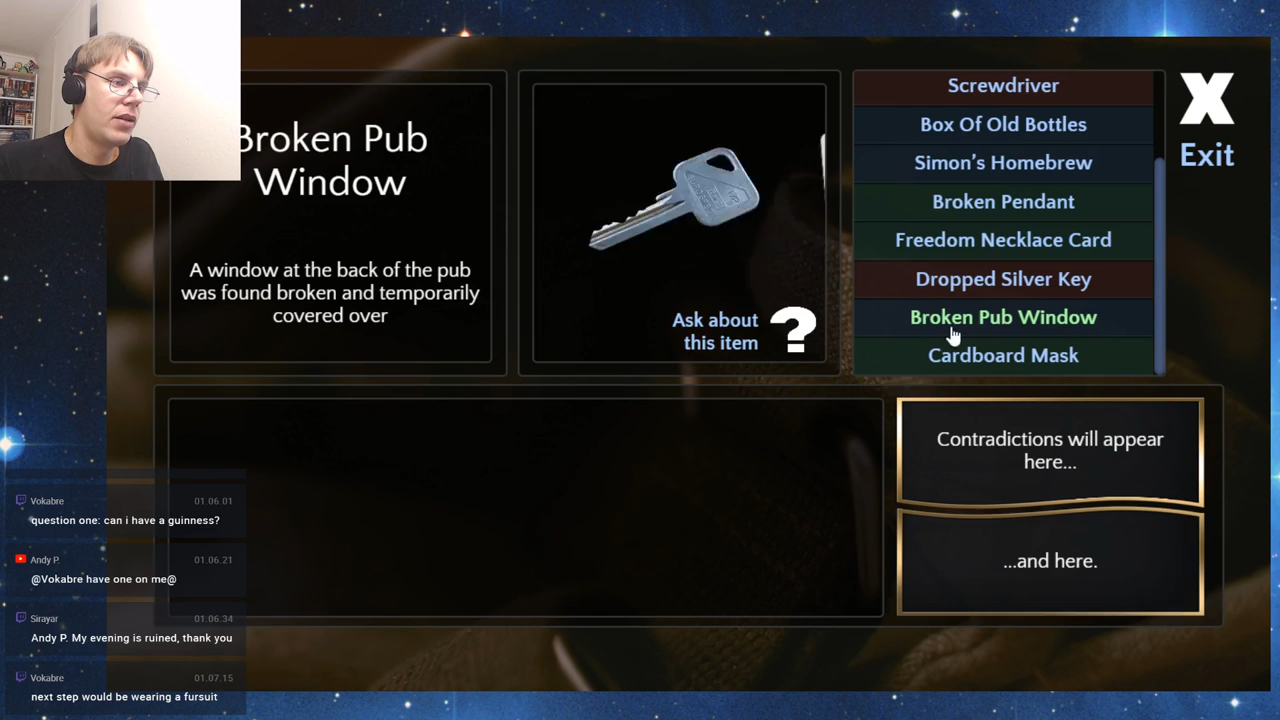 Broken Pub
Window
A window at the back of the pub
was found broken and temporarily
covered over
Ask about
this item
?
Screwdriver
Box Of Old Bottles
Simon's Homebrew
Broken Pendant
Freedom Necklace Card
Dropped Silver Key
Broken Pub Window
Cardboard Mask
X
Exit
Contradictions will appear
here...
...and here.
Vokabre 01.06.01
question one: can i have a guinness?
Andy P. 01.06.21
@Vokabre have one on me@
Sirayar 01.06.34
Andy P. My evening is ruined, thank you
Vokabre 01.07.15
next step would be wearing a fursuit